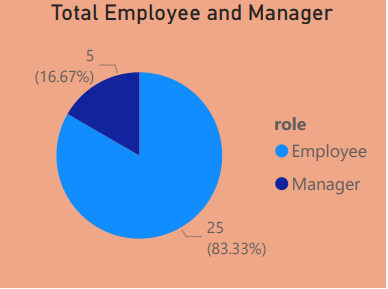 Total Employee and Manager
5
(16.67%)
role
Employee
Manager
25
(83.33%)